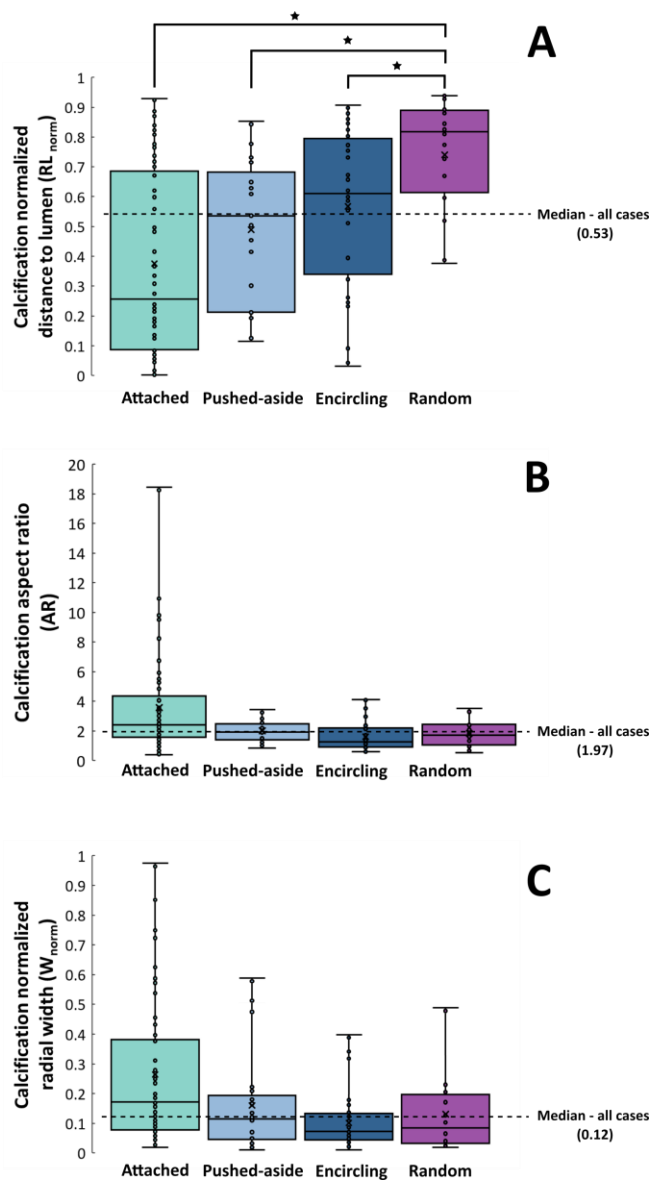 A
Calcification normalized
distance to lumen (RLnorm)
1
0.9
0.8
0.7
0.6
0.5
0.4
0.3
0.2
0.1
0
Median - all cases
(0.53)
Attached Pushed-aside Encircling Random
B
Calcification aspect ratio
(AR)
20
18
16
14
12
10
8
6
4
2
0
Median - all cases
(1.97)
Attached Pushed-aside Encircling Random
C
Calcification normalized
radial width (Wnorm)
1
0.9
0.8
0.7
0.6
0.5
0.4
0.3
0.2
0.1
0
Median - all cases
(0.12)
Attached Pushed-aside Encircling Random